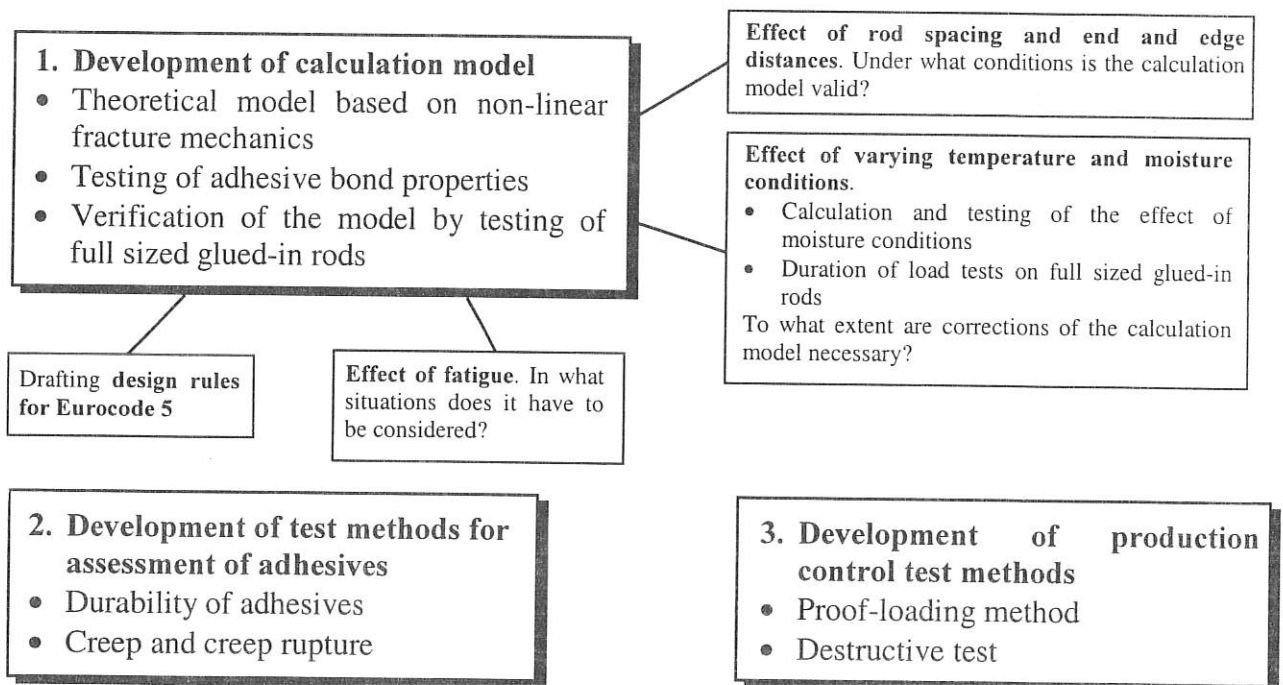 1. Development of calculation model
• Theoretical model based on non-linear
fracture mechanics
• Testing of adhesive bond properties
• Verification of the model by testing of
full sized glued-in rods
Effect of rod spacing and end and edge
distances. Under what conditions is the calculation
model valid?
Effect of varying temperature and moisture
conditions.
• Calculation and testing of the effect of
moisture conditions
• Duration of load tests on full sized glued-in
rods
To what extent are corrections of the calculation
model necessary?
Drafting design rules
for Eurocode 5
Effect of fatigue. In what
situations does it have to
be considered?
2. Development of test methods for
assessment of adhesives
• Durability of adhesives
• Creep and creep rupture
3. Development of production
control test methods
• Proof-loading method
• Destructive test